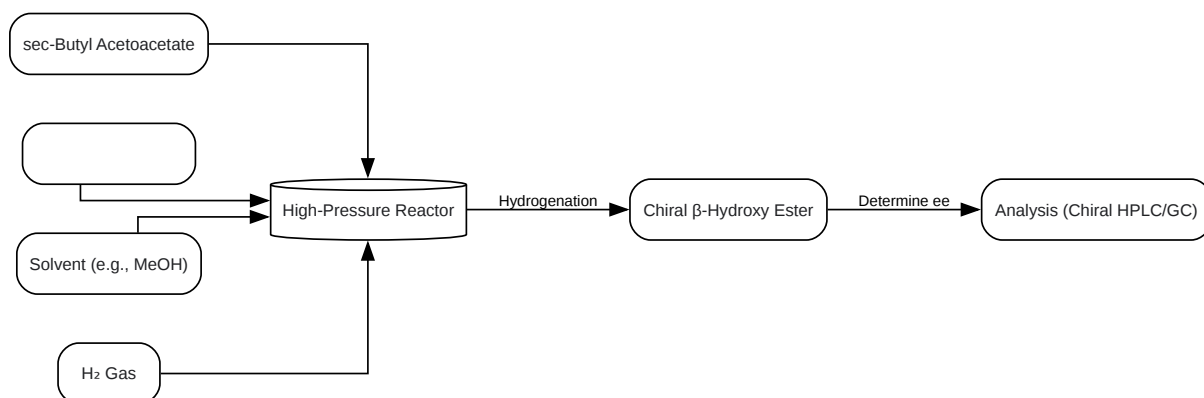 sec-Butyl Acetoacetate
High-Pressure Reactor
Hydrogenation
Chiral β-Hydroxy Ester
Determine ee
Analysis (Chiral HPLC/GC)
Solvent (e.g., MeOH)
H₂ Gas